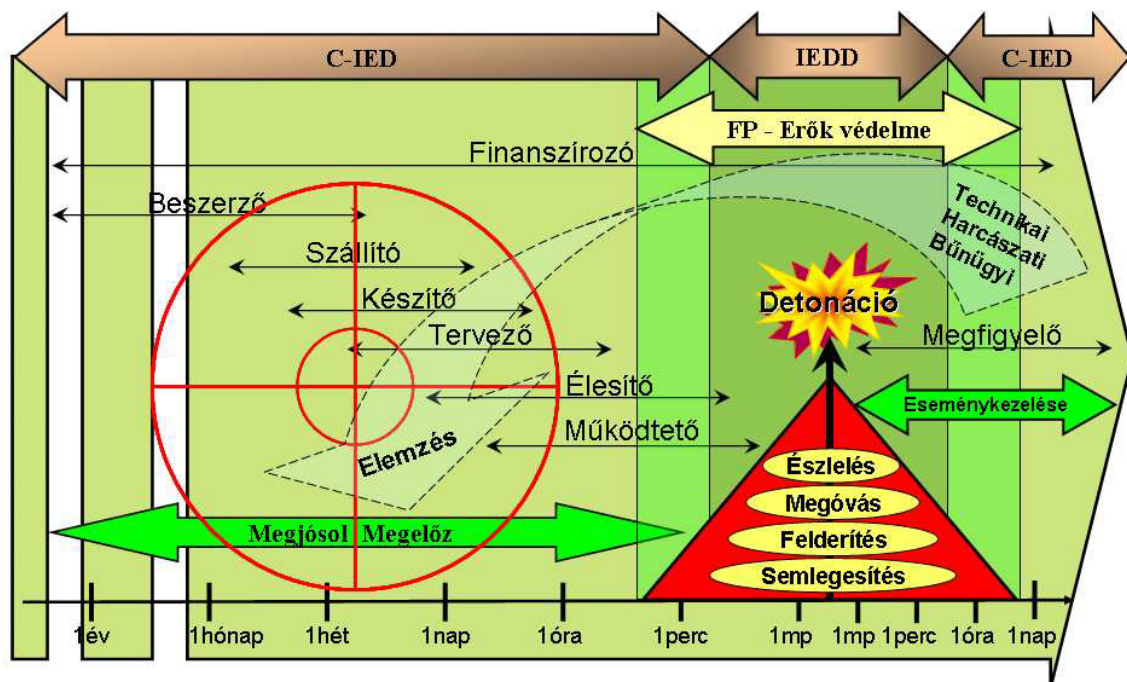 C-IED
IEDD
C-IED
FP - Erők védelme
Finanszírozó
Beszerző
Technikai
Harcászati
Bűnügyi
Szállító
Készítő
Detonáció
Tervező
Megfigyelő
Élesítő
Eseménykezelése
Működtető
Elemzés
Észlelés
Megóvás
Megjósol Megelőz
Felderítés
Semlegesítés
1év
1hónap
1hét
1nap
1óra
1perc
1mp
1mp
1perc
1óra
1nap